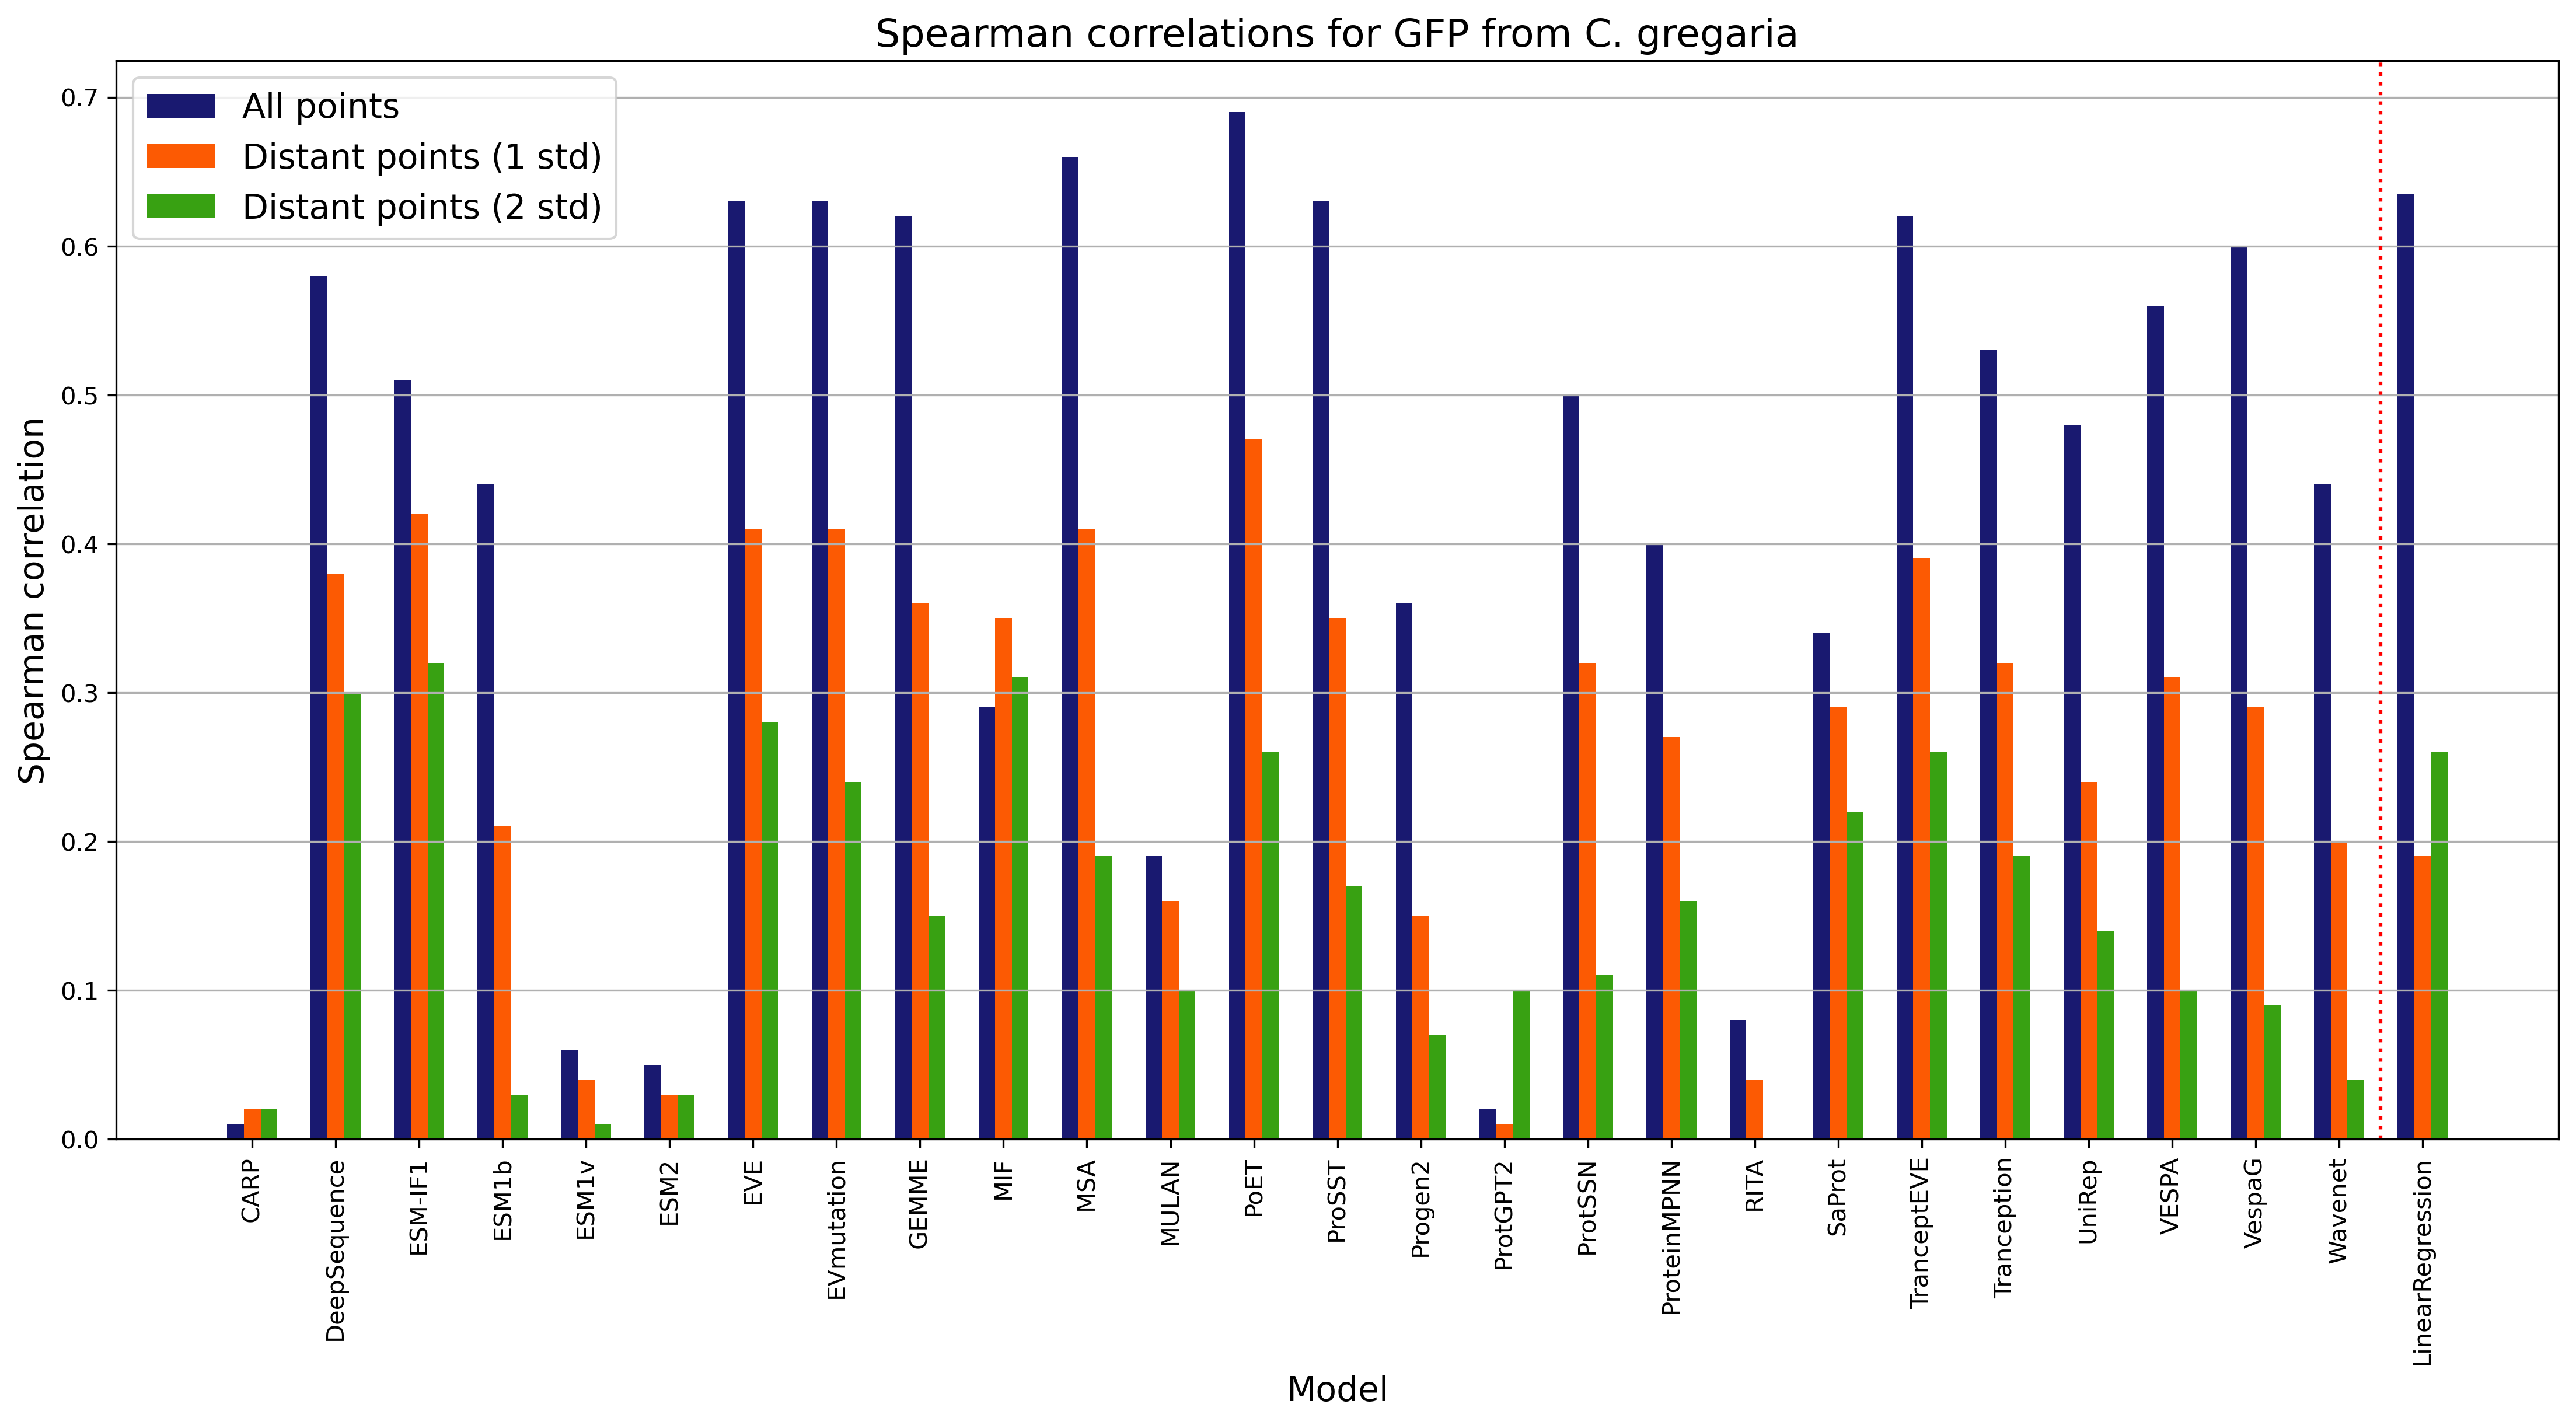 Spearman correlations for GFP from C. gregaria
All points
Distant points (1 std)
Distant points (2 std)
Spearman correlation
0.7
0.6
0.5
0.4
0.3
0.2
0.1
0.0
CARP
DeepSequence
ESM-IF1
ESM1b
ESM1v
ESM2
EVE
EVmutation
GEMME
MIF
MSA
MULAN
PoET
ProSST
Progen2
ProtGPT2
ProtSSN
ProteinMPNN
RITA
SaProt
TranceptEVE
Tranception
UniRep
VESPA
VespaG
Wavenet
LinearRegression
Model